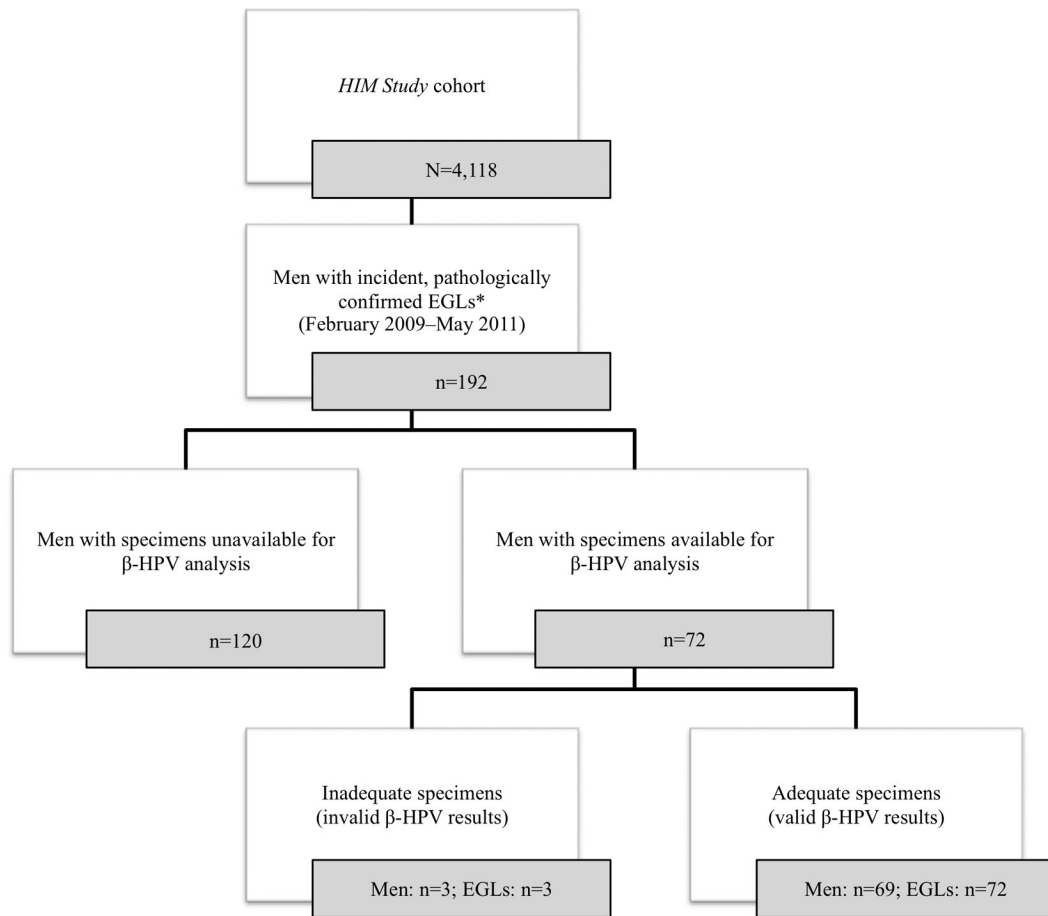 HIM Study cohort
N=4,118
Men with incident, pathologically
confirmed EGLs*
(February 2009–May 2011)
n=192
Men with specimens unavailable for
β-HPV analysis
n=120
Men with specimens available for
β-HPV analysis
n=72
Inadequate specimens
(invalid β-HPV results)
Men: n=3; EGLs: n=3
Adequate specimens
(valid β-HPV results)
Men: n=69; EGLs: n=72